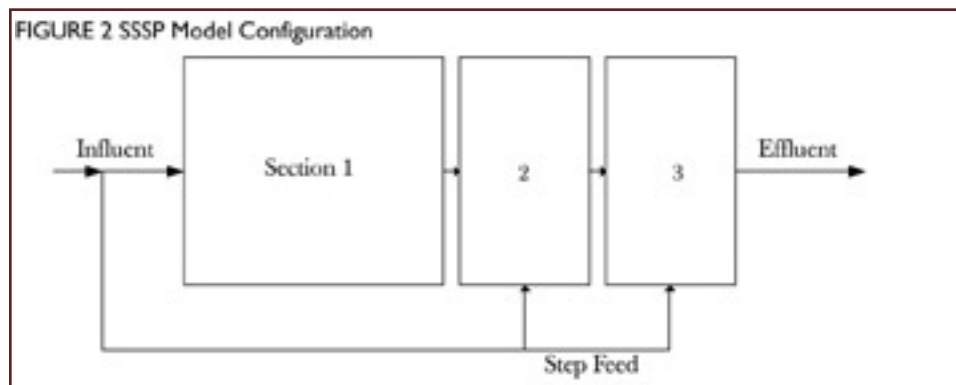 FIGURE 2 SSSP Model Configuration
Influent
Section 1
2
3
Effluent
Step Feed